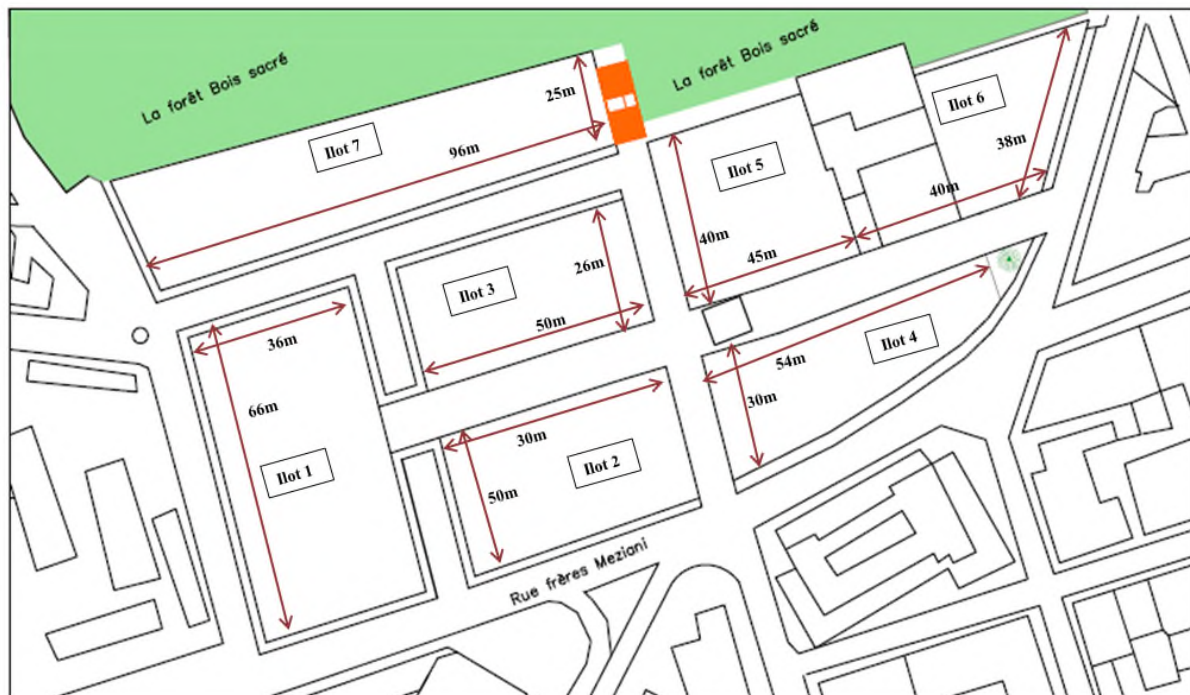 La forêt Bois sacré
La forêt Bois sacré
25m
Ilot 7
96m
Ilot 6
38m
Ilot 5
40m
40m
45m
Ilot 3
26m
50m
36m
66m
Ilot 1
Ilot 4
54m
30m
30m
Ilot 2
50m
Rue frères Meziani